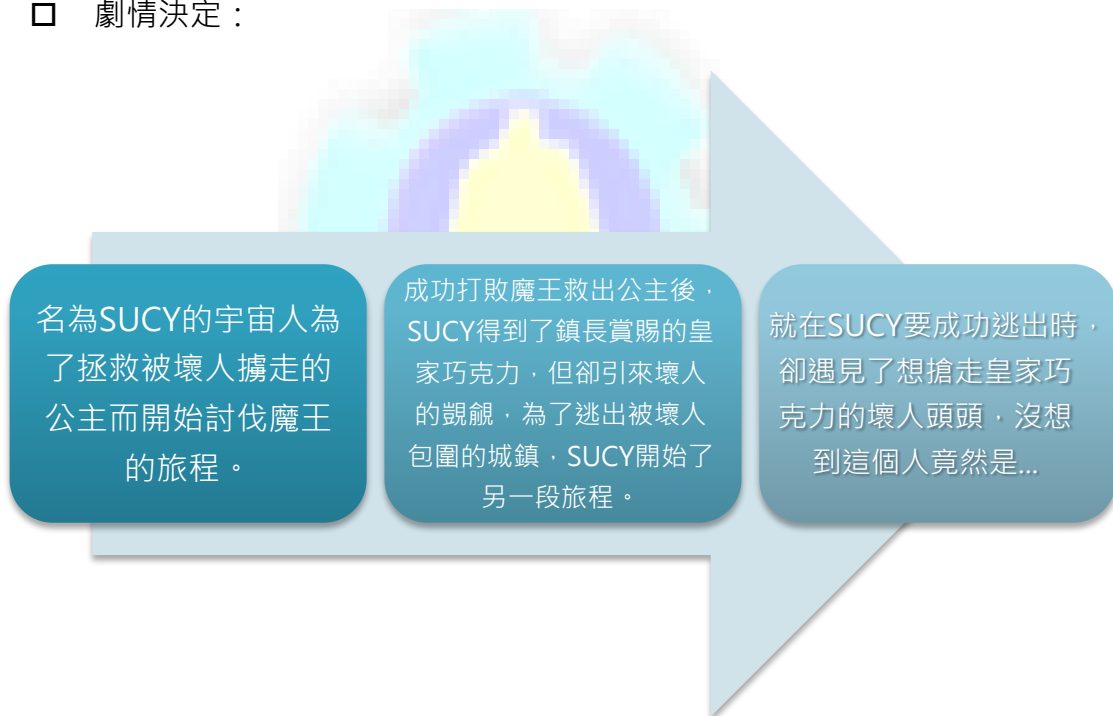 劇情決定：
名為SUCY的宇宙人為
了拯救被壞人擄走的
公主而開始討伐魔王
的旅程。
成功打敗魔王救出公主後，
SUCY得到了鎮長賞賜的皇
家巧克力，但卻引來壞人
的覬覦，為了逃出被壞人
包圍的城鎮，SUCY開始了
另一段旅程。
就在SUCY要成功逃出時，
卻遇見了想搶走皇家巧
克力的壞人頭頭，沒想
到這個人竟然是...